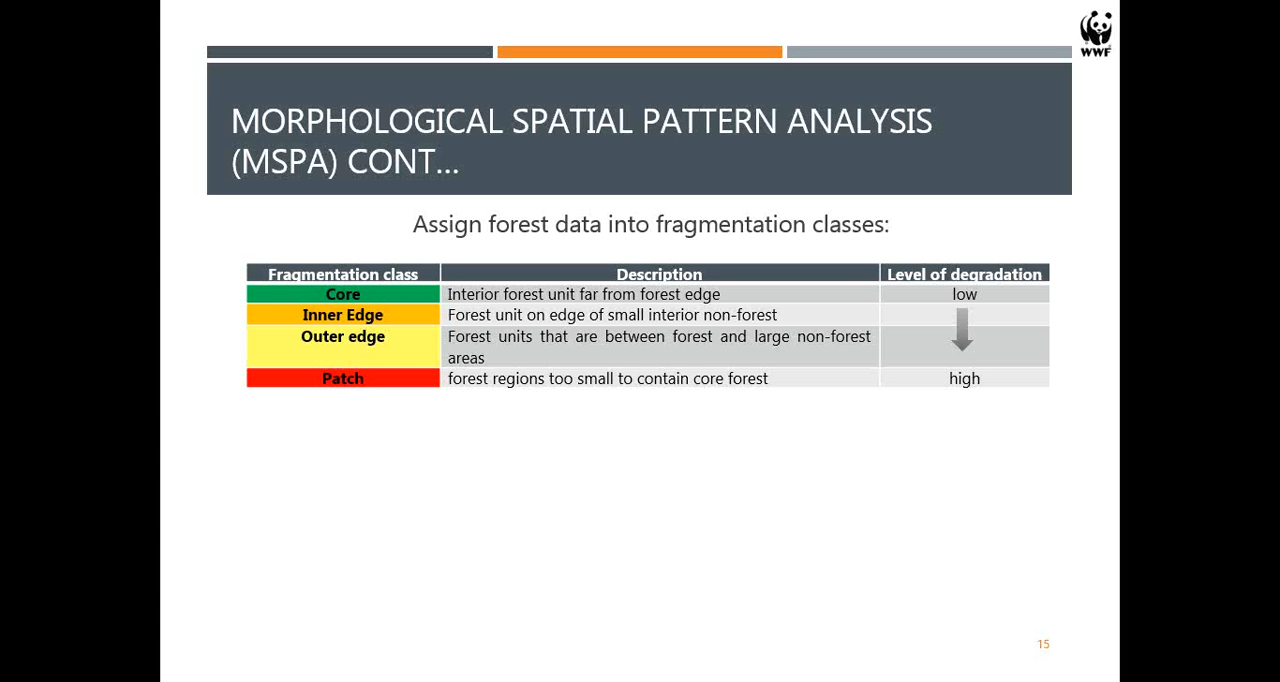 WWF
MORPHOLOGICAL SPATIAL PATTERN ANALYSIS
(MSPA) CONT...
Assign forest data into fragmentation classes:
Fragmentation class Description Level of degradation
Core Interior forest unit far from forest edge low
Inner Edge Forest unit on edge of small interior non-forest
Outer edge Forest units that are between forest and large non-forest
areas
Patch forest regions too small to contain core forest high
15